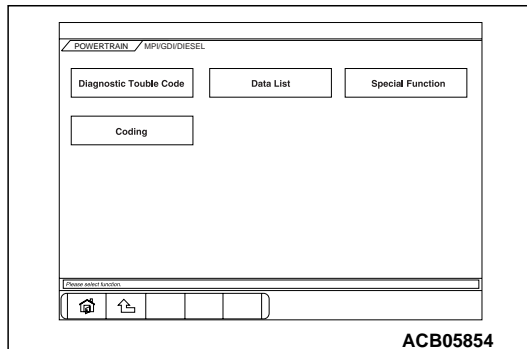 POWERTRAIN MPI/GDI/DIESEL
Diagnostic Touble Code Data List Special Function
Coding
Please select function.
ACB05854